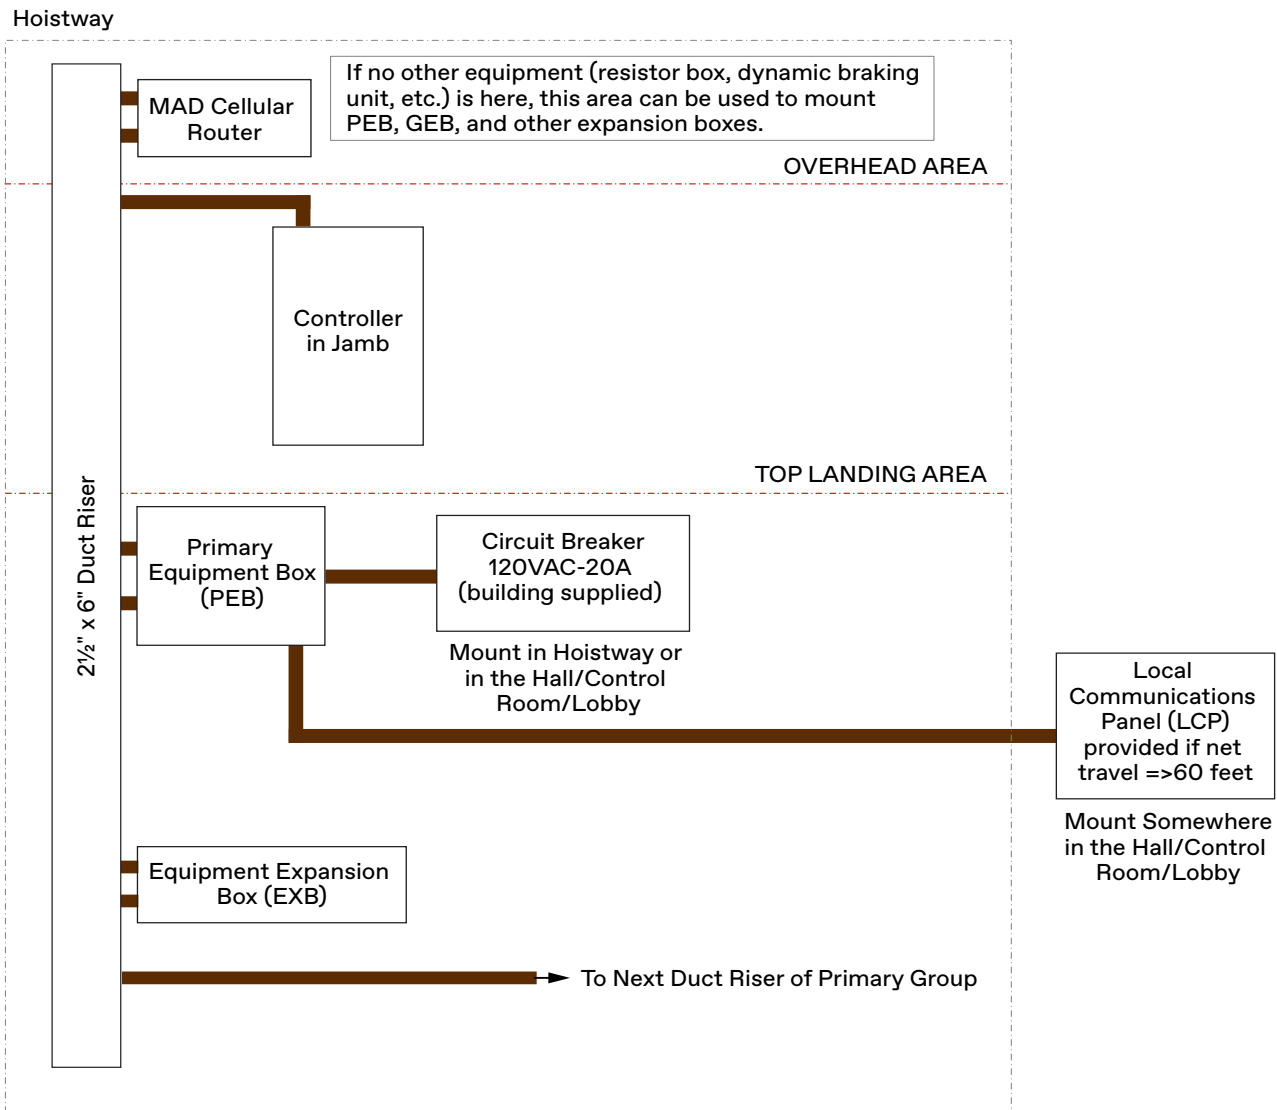 Hoistway
MAD Cellular
Router
If no other equipment (resistor box, dynamic braking
unit, etc.) is here, this area can be used to mount
PEB, GEB, and other expansion boxes.
OVERHEAD AREA
Controller
in Jamb
TOP LANDING AREA
2½" x 6" Duct Riser
Primary
Equipment Box
(PEB)
Circuit Breaker
120VAC-20A
(building supplied)
Mount in Hoistway or
in the Hall/Control
Room/Lobby
Local
Communications
Panel (LCP)
provided if net
travel =>60 feet
Mount Somewhere
in the Hall/Control
Room/Lobby
Equipment Expansion
Box (EXB)
To Next Duct Riser of Primary Group